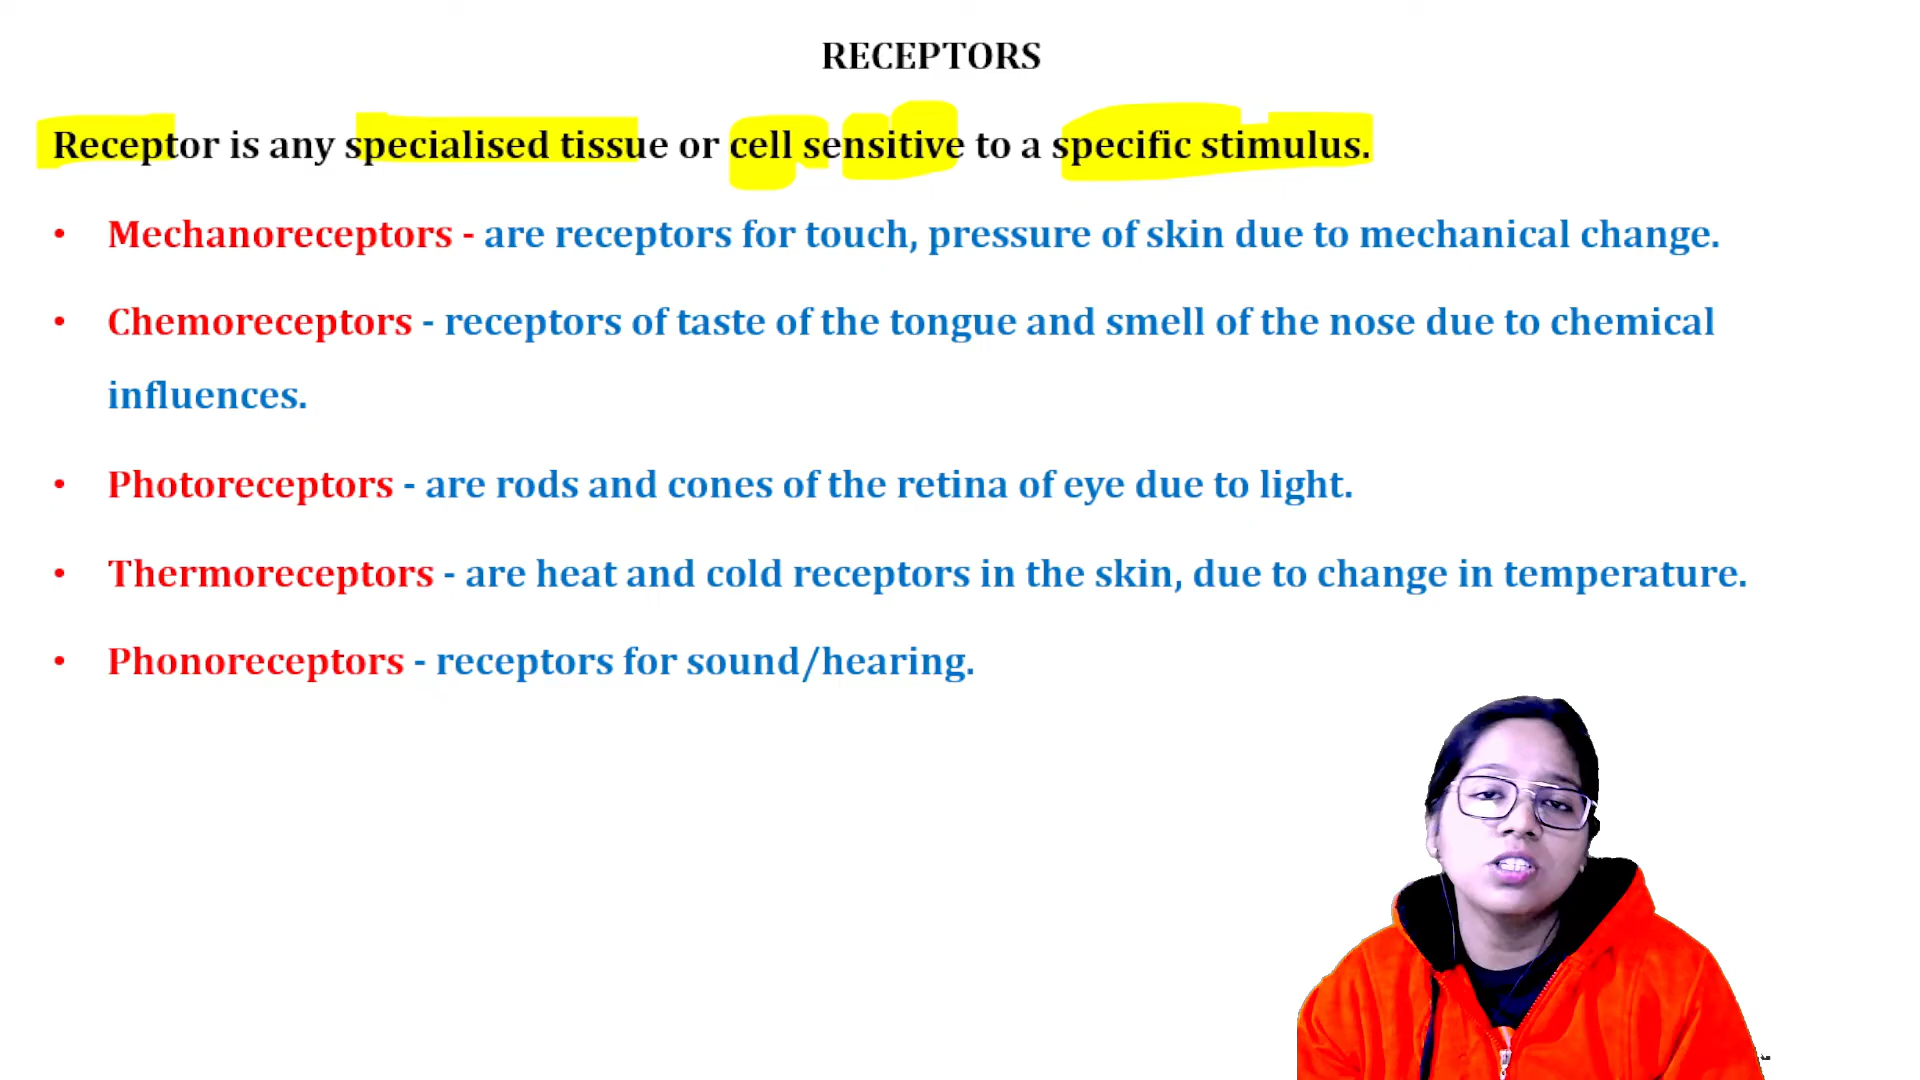 RECEPTORS
Receptor is any specialised tissue or cell sensitive to a specific stimulus.
• Mechanoreceptors - are receptors for touch, pressure of skin due to mechanical change.
• Chemoreceptors - receptors of taste of the tongue and smell of the nose due to chemical
influences.
• Photoreceptors - are rods and cones of the retina of eye due to light.
• Thermoreceptors - are heat and cold receptors in the skin, due to change in temperature.
• Phonoreceptors - receptors for sound/hearing.